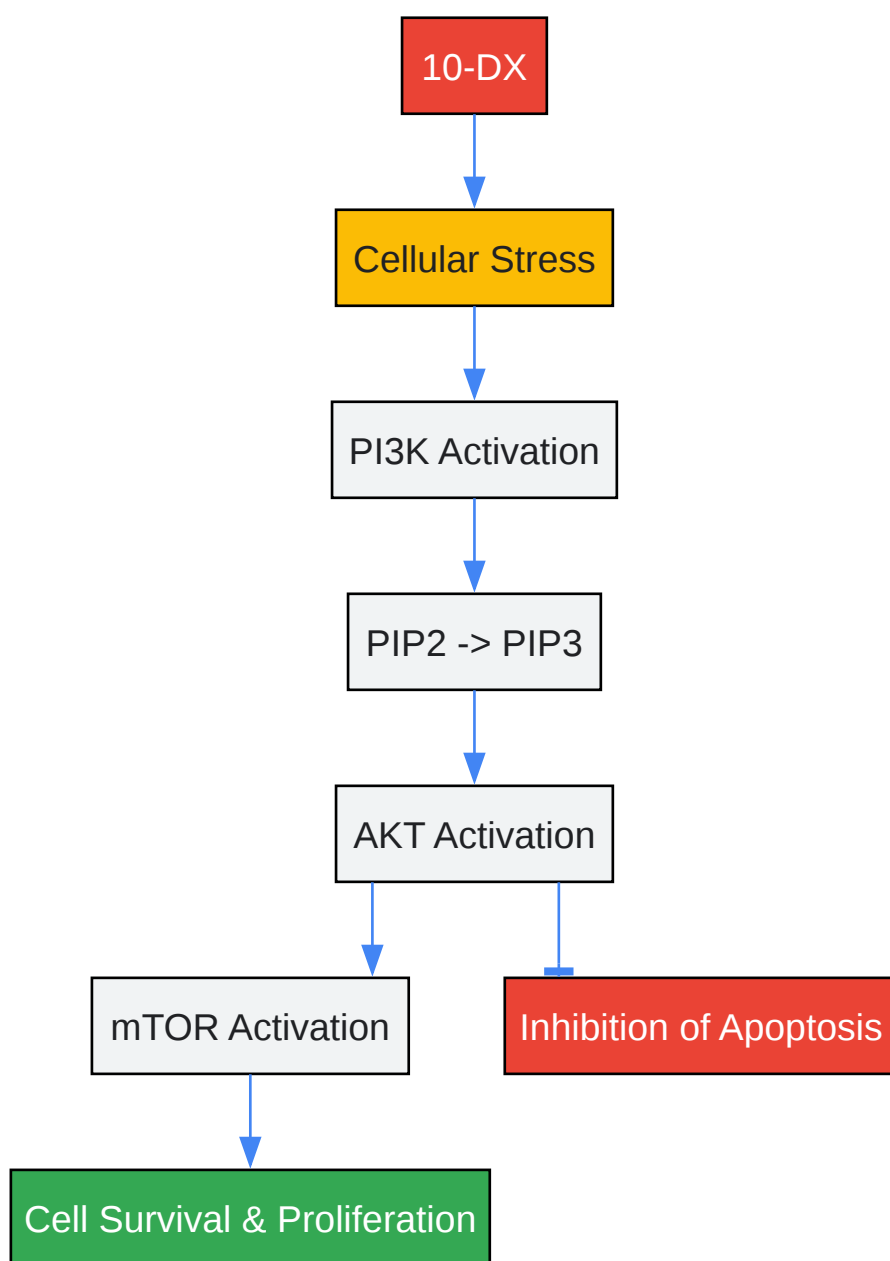 10-DX
Cellular Stress
PI3K Activation
PIP2 -> PIP3
AKT Activation
mTOR Activation
Inhibition of Apoptosis
Cell Survival & Proliferation